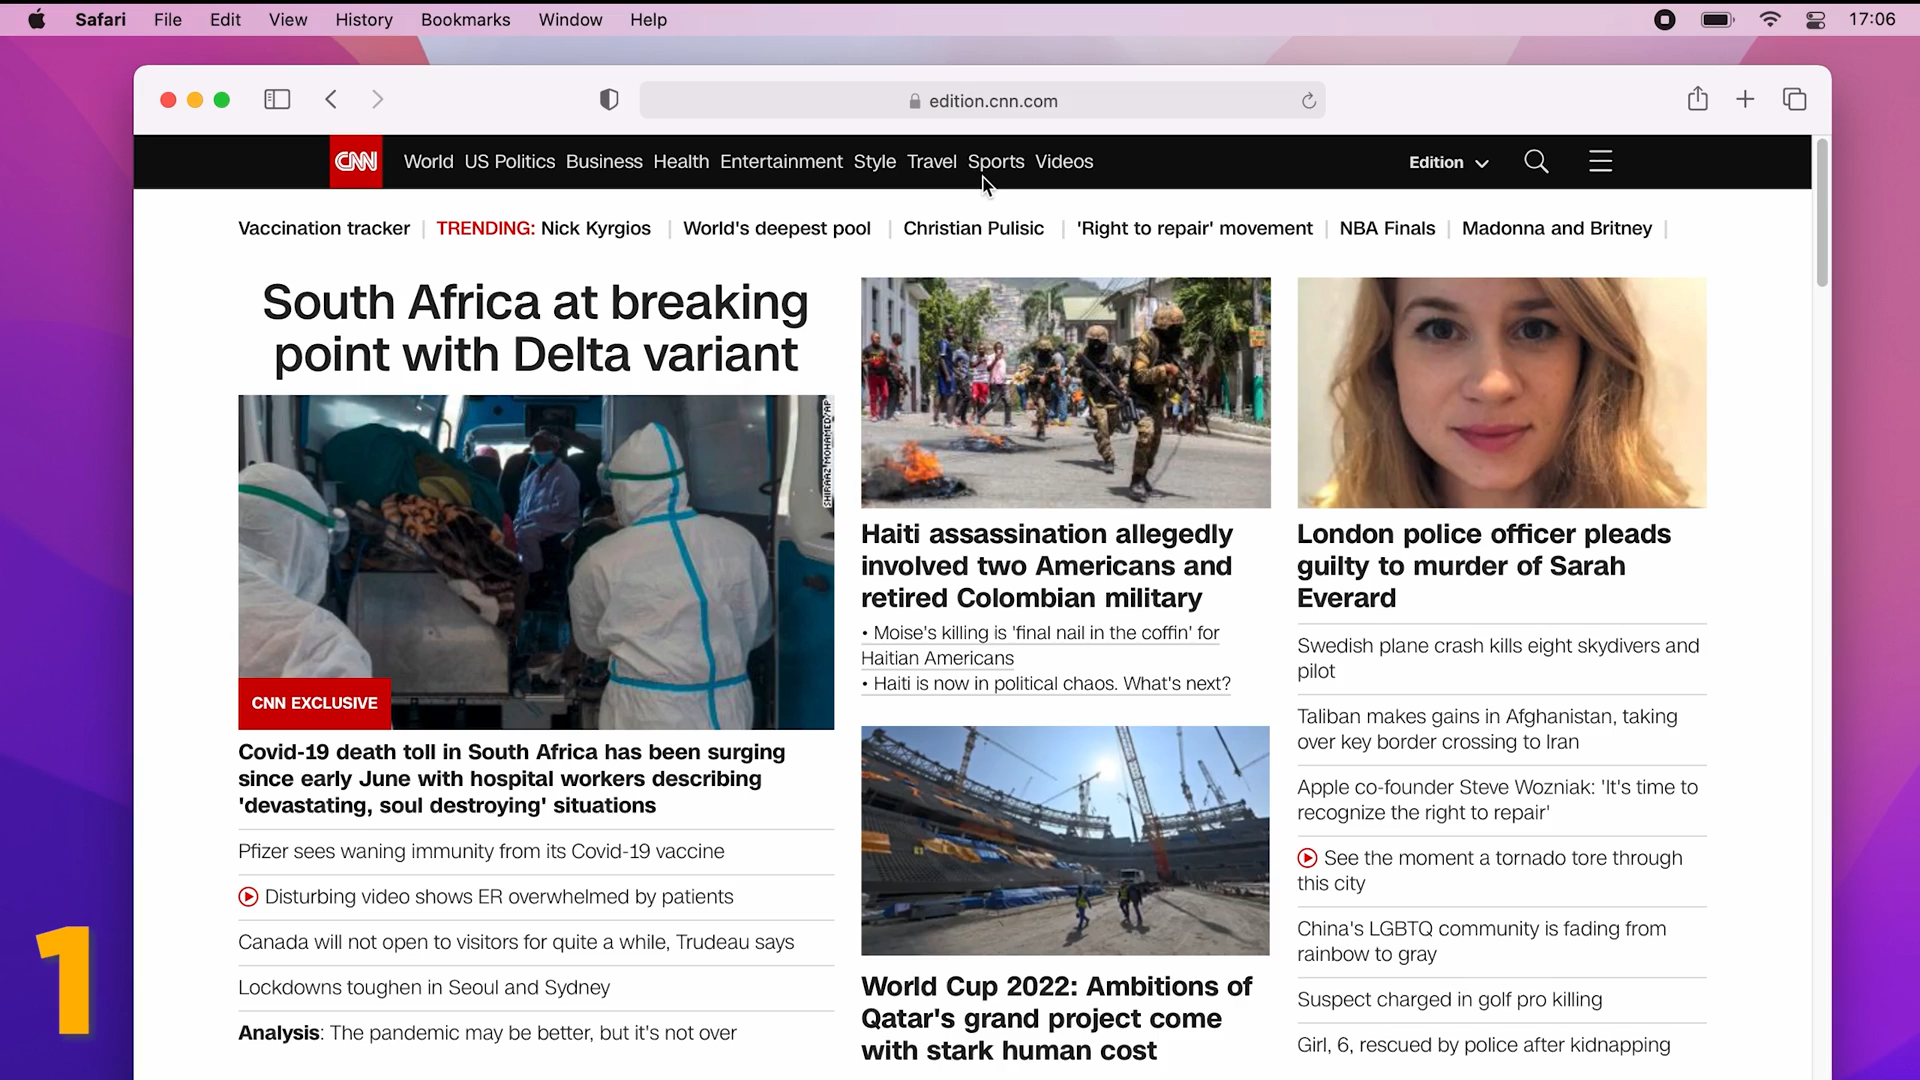 Safari File Edit View History Bookmarks Window Help 17:06
edition.cnn.com
CNN World US Politics Business Health Entertainment Style Travel Sports Videos Edition
Vaccination tracker TRENDING: Nick Kyrgios World's deepest pool Christian Pulisic 'Right to repair' movement NBA Finals Madonna and Britney
South Africa at breaking
point with Delta variant
SHIRAAZ MOHAMED/AP
CNN EXCLUSIVE
Covid-19 death toll in South Africa has been surging
since early June with hospital workers describing
'devastating, soul destroying' situations
Pfizer sees waning immunity from its Covid-19 vaccine
Disturbing video shows ER overwhelmed by patients
Canada will not open to visitors for quite a while, Trudeau says
Lockdowns toughen in Seoul and Sydney
Analysis: The pandemic may be better, but it's not over
Haiti assassination allegedly
involved two Americans and
retired Colombian military
• Moise's killing is 'final nail in the coffin' for
Haitian Americans
• Haiti is now in political chaos. What's next?
World Cup 2022: Ambitions of
Qatar's grand project come
with stark human cost
London police officer pleads
guilty to murder of Sarah
Everard
Swedish plane crash kills eight skydivers and
pilot
Taliban makes gains in Afghanistan, taking
over key border crossing to Iran
Apple co-founder Steve Wozniak: 'It's time to
recognize the right to repair'
See the moment a tornado tore through
this city
China's LGBTQ community is fading from
rainbow to gray
Suspect charged in golf pro killing
Girl, 6, rescued by police after kidnapping
1